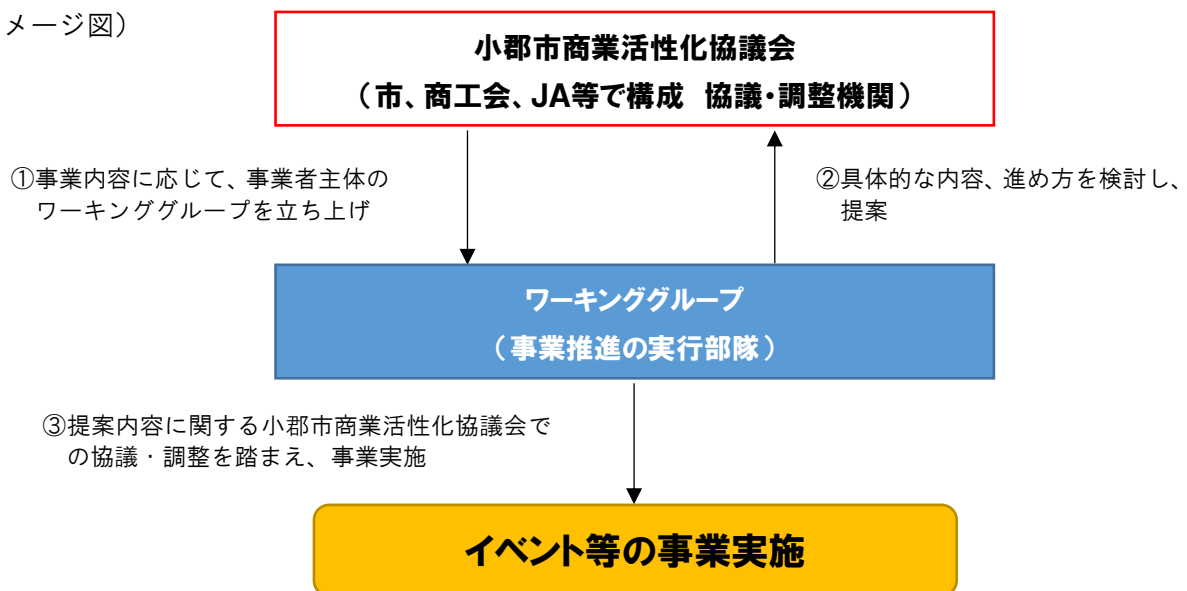 メージ図）
小郡市商業活性化協議会
（市、商工会、JA等で構成　協議・調整機関）
①事業内容に応じて、事業者主体の
ワーキンググループを立ち上げ
②具体的な内容、進め方を検討し、
提案
ワーキンググループ
（事業推進の実行部隊）
③提案内容に関する小郡市商業活性化協議会で
の協議・調整を踏まえ、事業実施
イベント等の事業実施